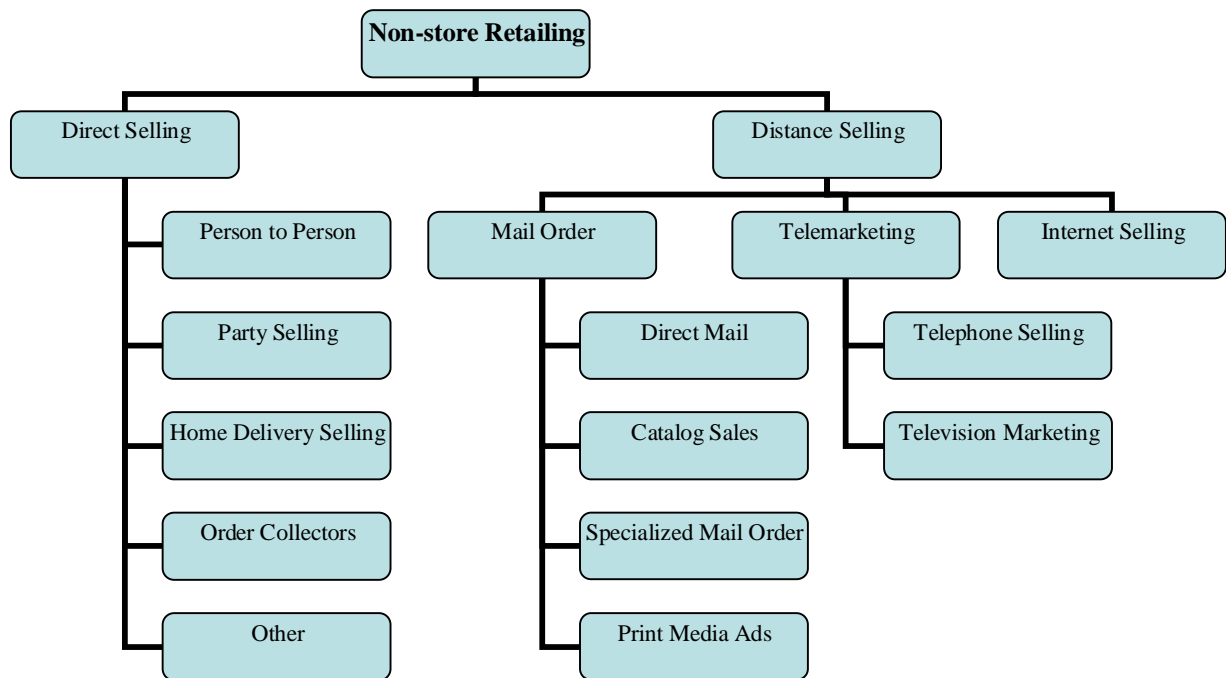 Non-store Retailing
Direct Selling
Distance Selling
Person to Person
Mail Order
Telemarketing
Internet Selling
Party Selling
Direct Mail
Telephone Selling
Home Delivery Selling
Catalog Sales
Television Marketing
Order Collectors
Specialized Mail Order
Other
Print Media Ads